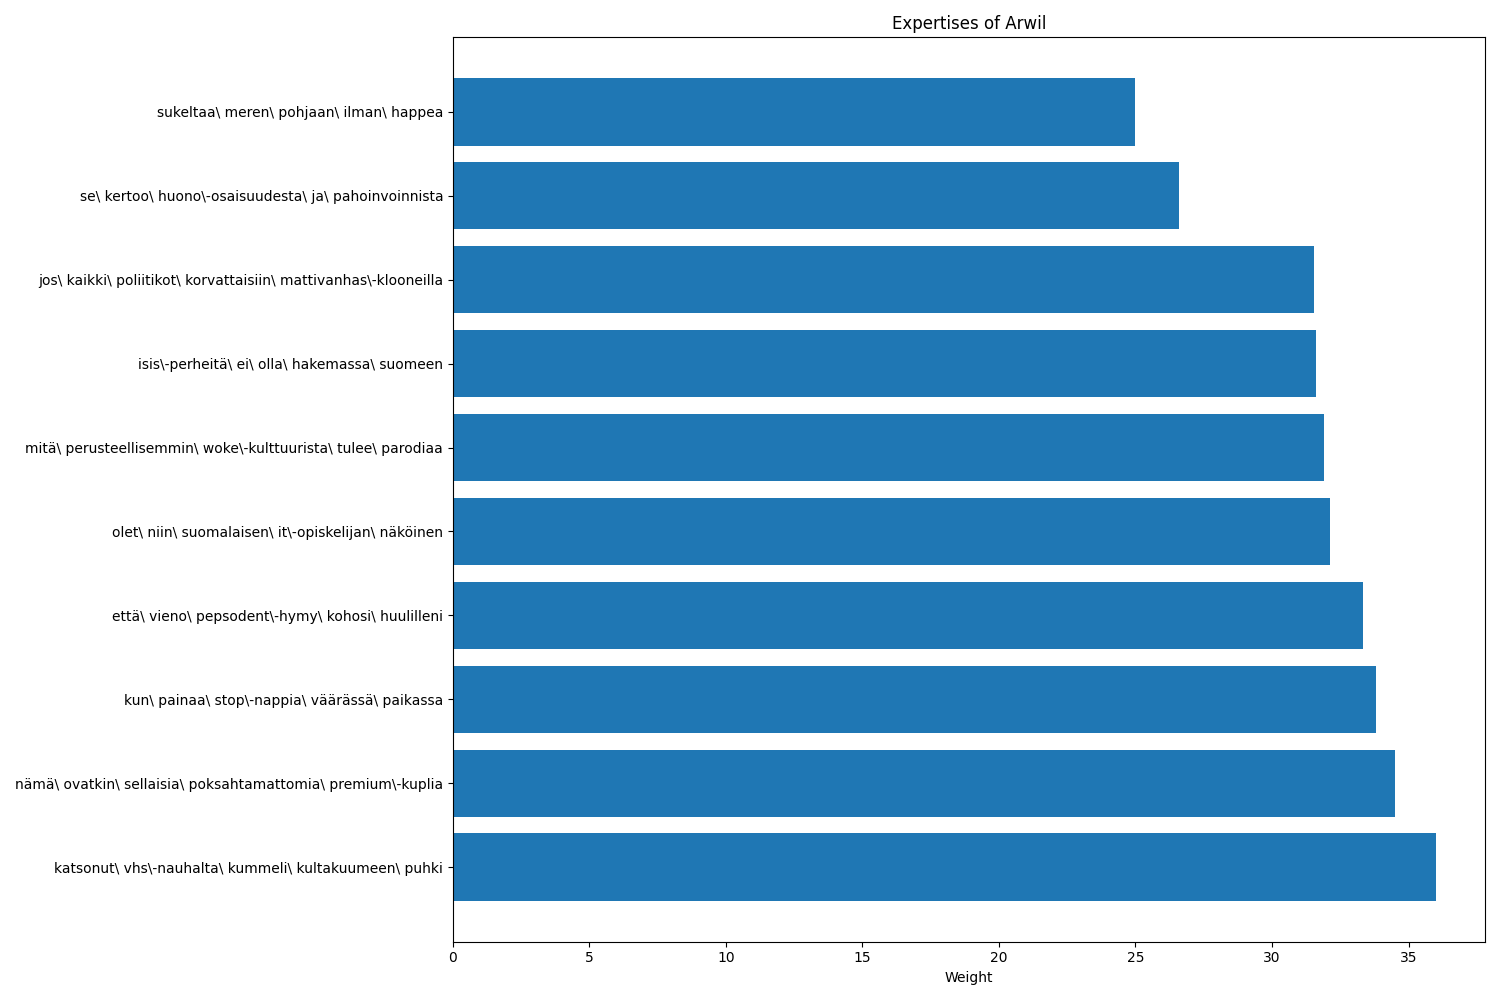 Expertises of Arwil
sukeltaa\ meren\ pohjaan\ ilman\ happea
se\ kertoo\ huono\-osaisuudesta\ ja\ pahoinvoinnista
jos\ kaikki\ poliitikot\ korvattaisiin\ mattivanhas\-klooneilla
isis\-perheitä\ ei\ olla\ hakemassa\ suomeen
mitä\ perusteellisemmin\ woke\-kulttuurista\ tulee\ parodiaa
olet\ niin\ suomalaisen\ it\-opiskelijan\ näköinen
että\ vieno\ pepsodent\-hymy\ kohosi\ huulilleni
kun\ painaa\ stop\-nappia\ väärässä\ paikassa
nämä\ ovatkin\ sellaisia\ poksahtamattomia\ premium\-kuplia
katsonut\ vhs\-nauhalta\ kummeli\ kultakuumeen\ puhki
0 5 10 15 20 25 30 35
Weight